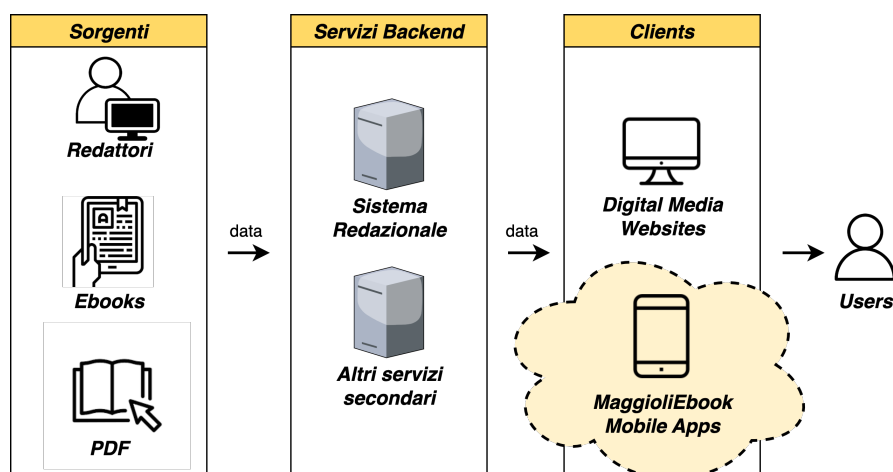 Sorgenti
Redattori
Ebooks
PDF
data
Servizi Backend
Sistema
Redazionale
Altri servizi
secondari
data
Clients
Digital Media
Websites
MaggioliEbook
Mobile Apps
Users